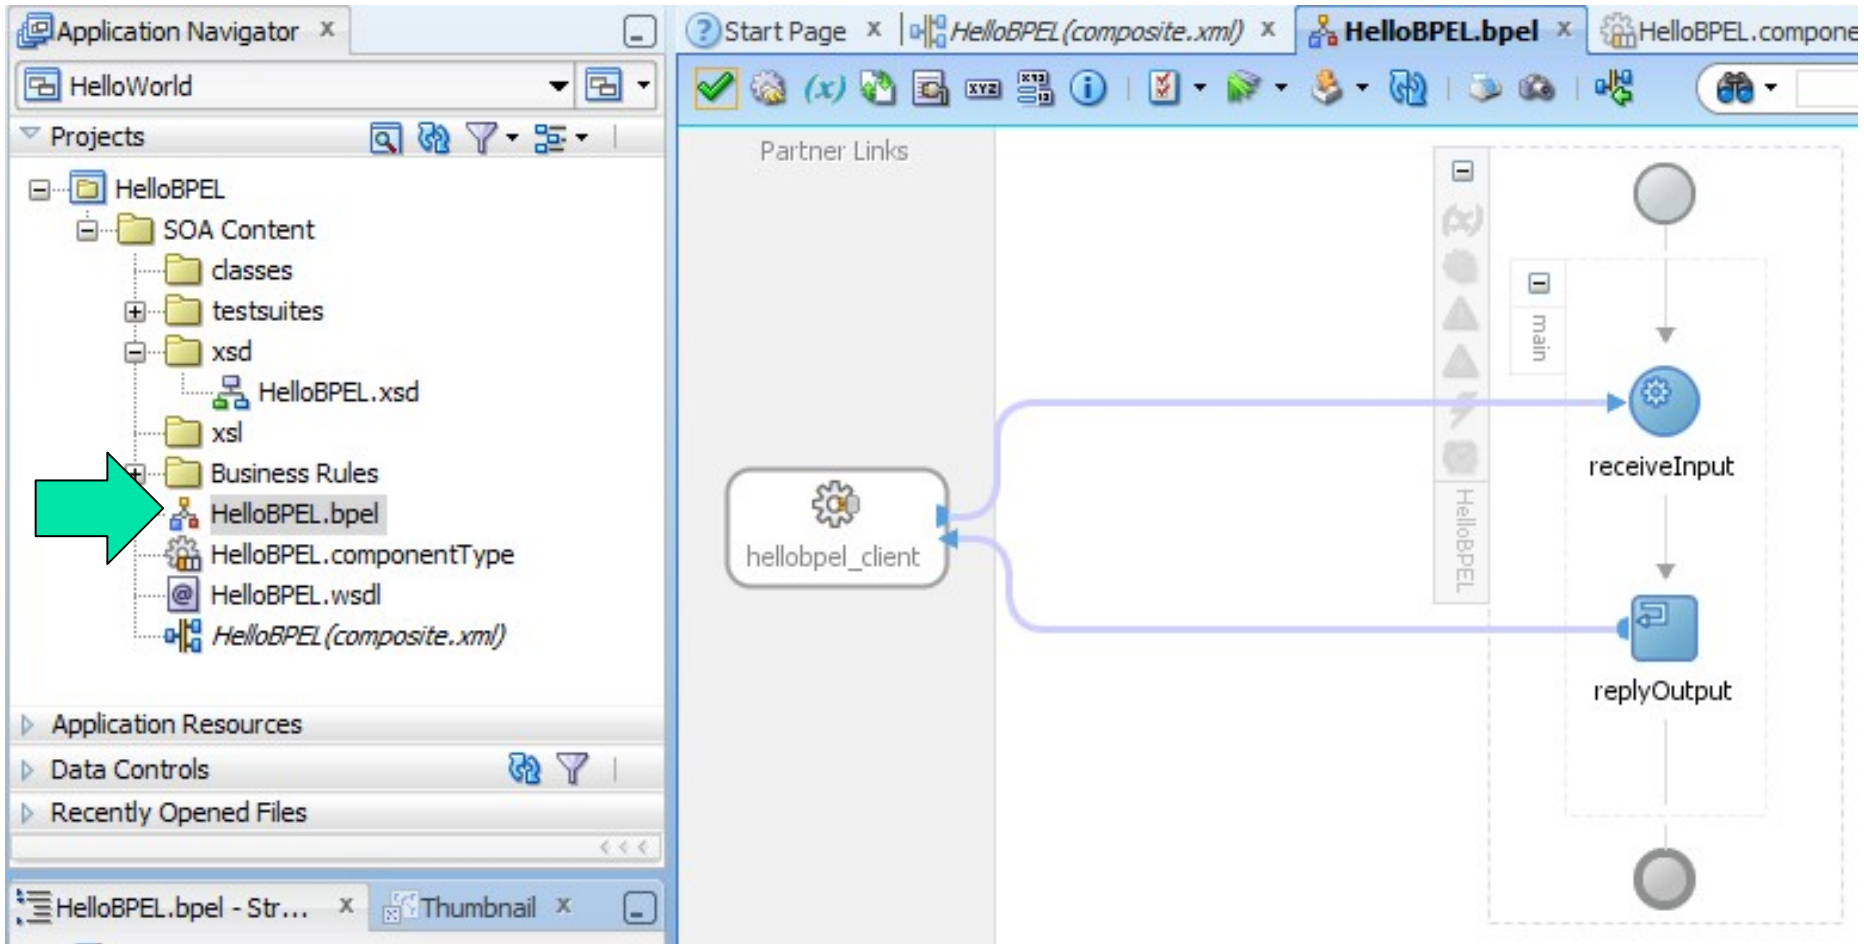 Application Navigator x
HelloWorld
Projects
HelloBPEL
SOA Content
classes
testsuites
xsd
HelloBPEL.xsd
xsl
Business Rules
HelloBPEL.bpel
HelloBPEL.componentType
HelloBPEL.wsdl
HelloBPEL(composite.xml)
Application Resources
Data Controls
Recently Opened Files
HelloBPEL.bpel - Str... x Thumbnail x
Start Page x HelloBPEL(composite.xml) x HelloBPEL.bpel x HelloBPEL.compone
(x) XYZ
Partner Links
(x)
main
receiveInput
HelloBPEL
hellobpel_client
replyOutput